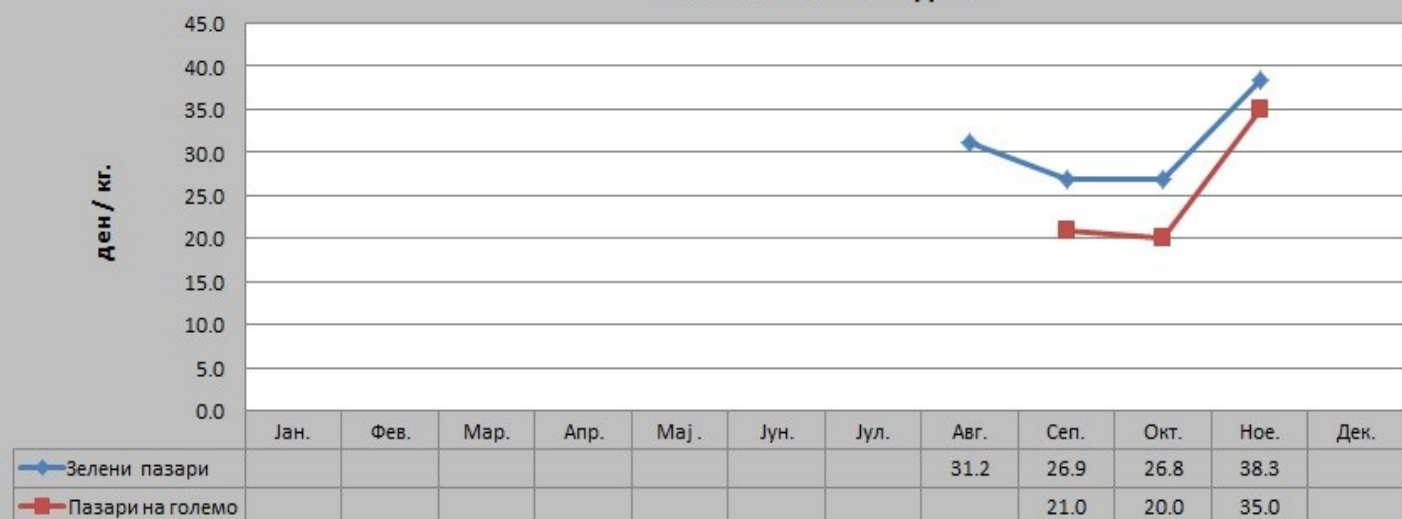 45.0
40.0
35.0
30.0
25.0
20.0
15.0
10.0
5.0
0.0
ден / кг.
Јан. Фев. Мар. Апр. Мај . Јун. Јул. Авг. Сеп. Окт. Ное. Дек.
Зелени пазари 31.2 26.9 26.8 38.3
Пазари на големо 21.0 20.0 35.0